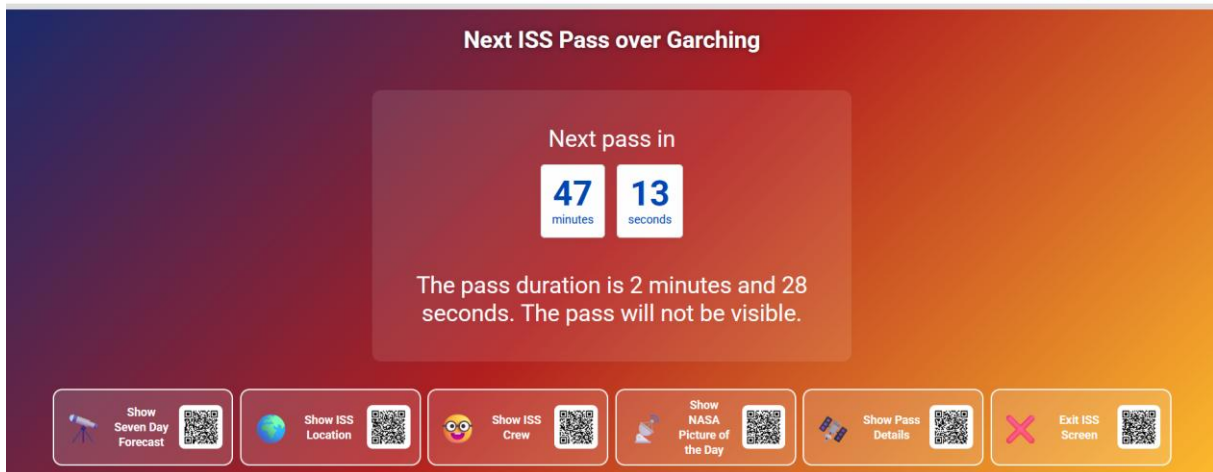 Next ISS Pass over Garching
Next pass in
47 13
minutes seconds
The pass duration is 2 minutes and 28
seconds. The pass will not be visible.
Show
Seven Day
Forecast
Show ISS
Location
Show ISS
Crew
Show
NASA
Picture of
the Day
Show Pass
Details
Exit ISS
Screen